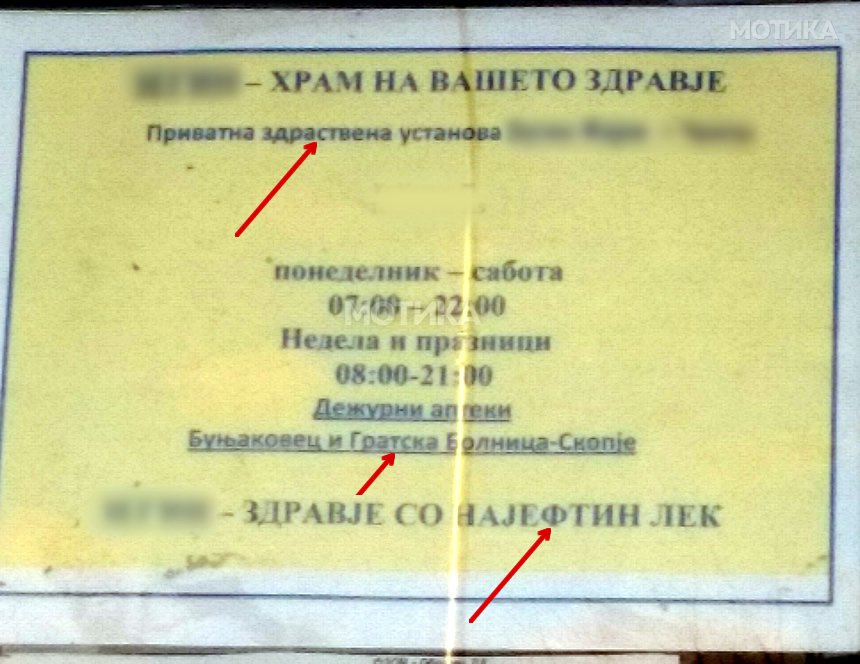 МОТИКА
– ХРАМ НА ВАШЕТО ЗДРАВЈЕ
Приватна здраствена установа
понеделник – сабота
07:00 – 22:00
МОТИКА
Недела и празници
08:00-21:00
Дежурни аптеки
Буњаковец и Гратска Болница-Скопје
- ЗДРАВЈЕ СО НАЈЕФТИН ЛЕК